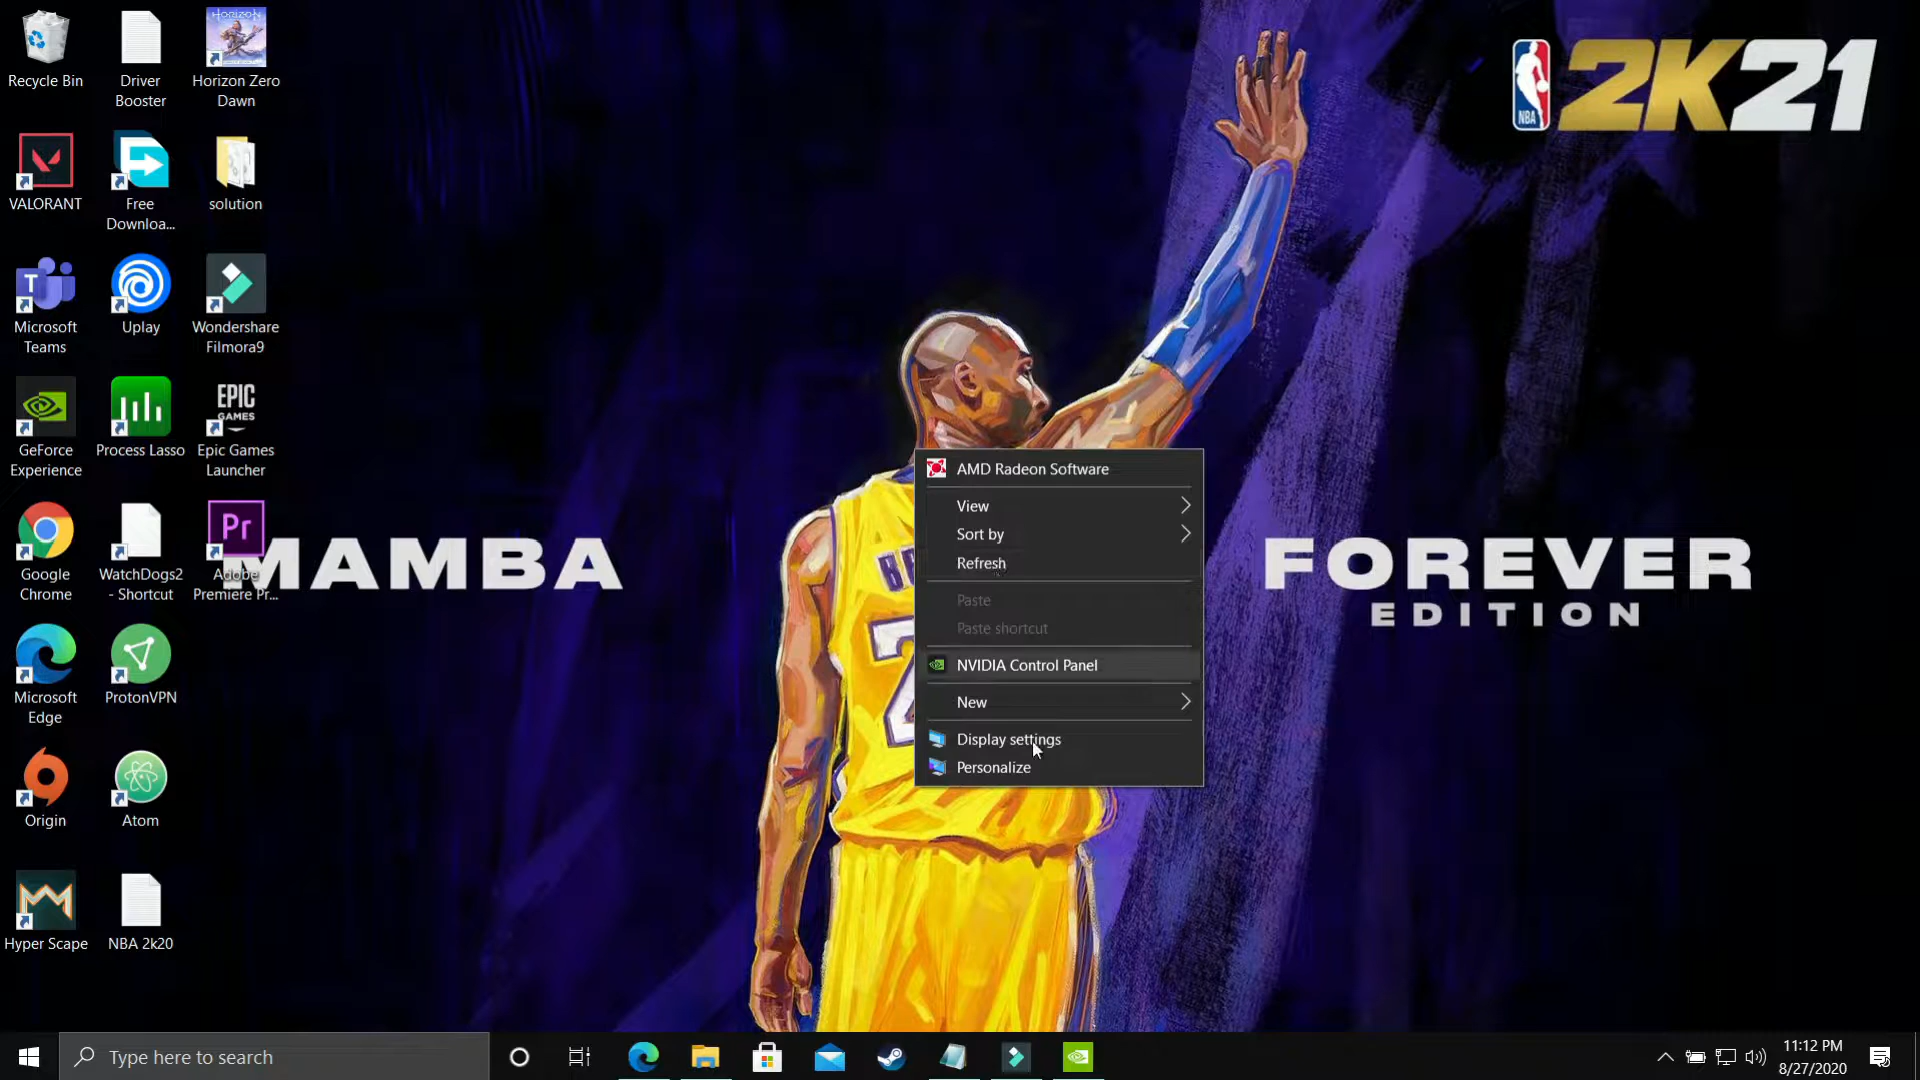 Recycle Bin
Driver
Booster
HORIZON
Horizon Zero
Dawn
NBA
2K21
VALORANT
Free
Downloa...
solution
T
Microsoft
Teams
Uplay
Wondershare
Filmora9
GeForce
Experience
Process Lasso
EPIC
GAMES
Epic Games
Launcher
Google
Chrome
WatchDogs2
- Shortcut
Pr
Adobe
Premiere Pr...
MAMBA
FOREVER
EDITION
Microsoft
Edge
ProtonVPN
Origin
Atom
Hyper Scape
NBA 2k20
AMD Radeon Software
View
Sort by
Refresh
Paste
Paste shortcut
NVIDIA Control Panel
New
Display settings
Personalize
Type here to search
11:12 PM
8/27/2020